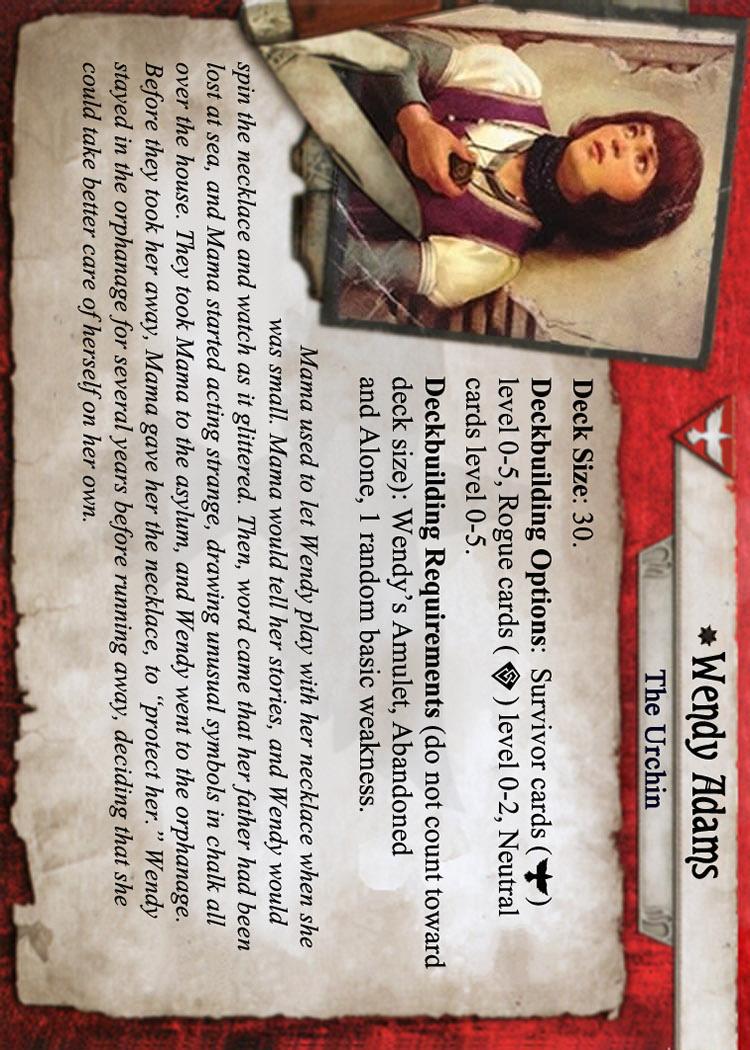 ✷Wendy Adams
The Urchin
Deck Size: 30.
Deckbuilding Options: Survivor cards ( )
level 0-5, Rogue cards ( ) level 0-2, Neutral
cards level 0-5.
Deckbuilding Requirements (do not count toward
deck size): Wendy's Amulet, Abandoned
and Alone, 1 random basic weakness.
Mama used to let Wendy play with her necklace when she
was small. Mama would tell her stories, and Wendy would
spin the necklace and watch as it glittered. Then, word came that her father had been
lost at sea, and Mama started acting strange, drawing unusual symbols in chalk all
over the house. They took Mama to the asylum, and Wendy went to the orphanage.
Before they took her away, Mama gave her the necklace, to “protect her.” Wendy
stayed in the orphanage for several years before running away, deciding that she
could take better care of herself on her own.